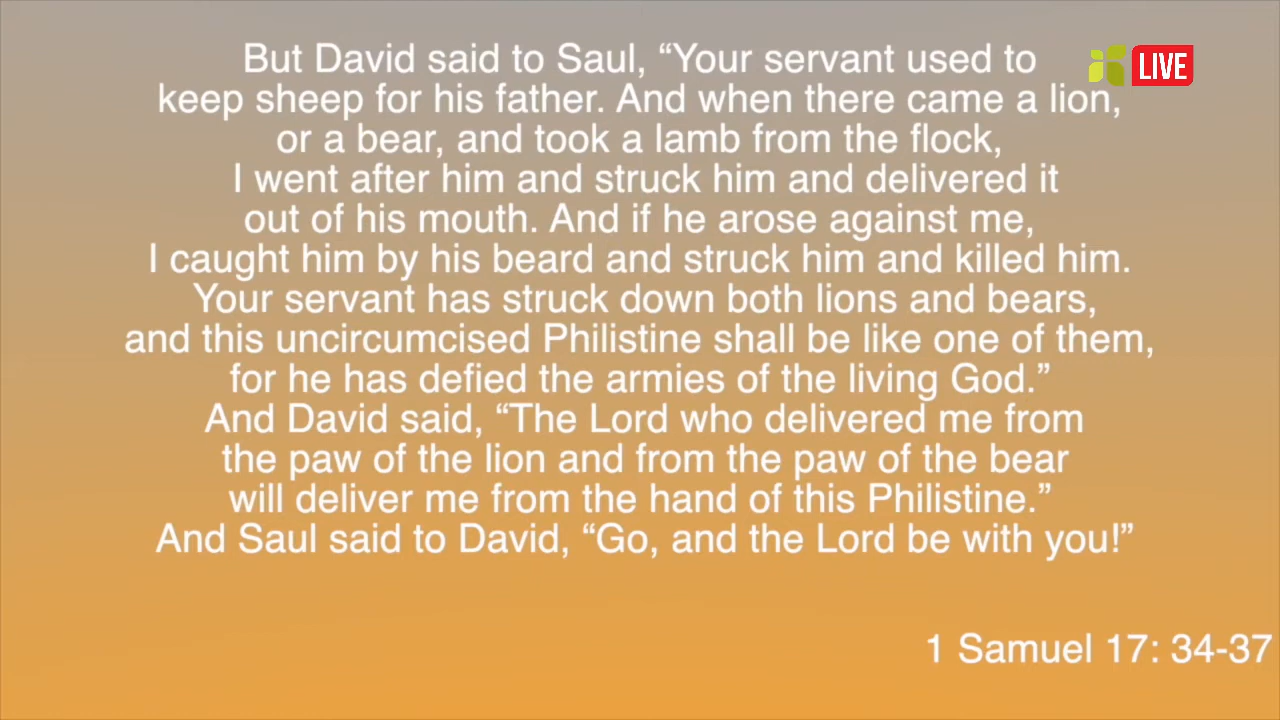 But David said to Saul, “Your servant used to
keep sheep for his father. And when there came a lion,
or a bear, and took a lamb from the flock,
I went after him and struck him and delivered it
out of his mouth. And if he arose against me,
I caught him by his beard and struck him and killed him.
Your servant has struck down both lions and bears,
and this uncircumcised Philistine shall be like one of them,
for he has defied the armies of the living God.”
And David said, “The Lord who delivered me from
the paw of the lion and from the paw of the bear
will deliver me from the hand of this Philistine.”
And Saul said to David, “Go, and the Lord be with you!”
1 Samuel 17: 34-37
LIVE